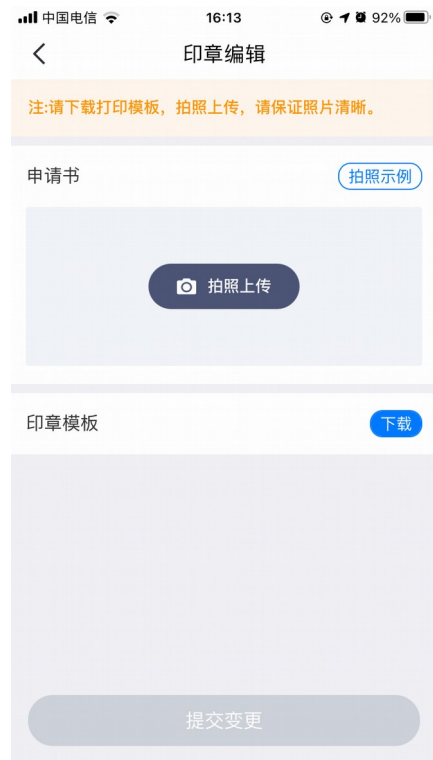 中国电信 16:13 92%
印章编辑
注:请下载打印模板，拍照上传，请保证照片清晰。
申请书 拍照示例
拍照上传
印章模板 下载
提交变更